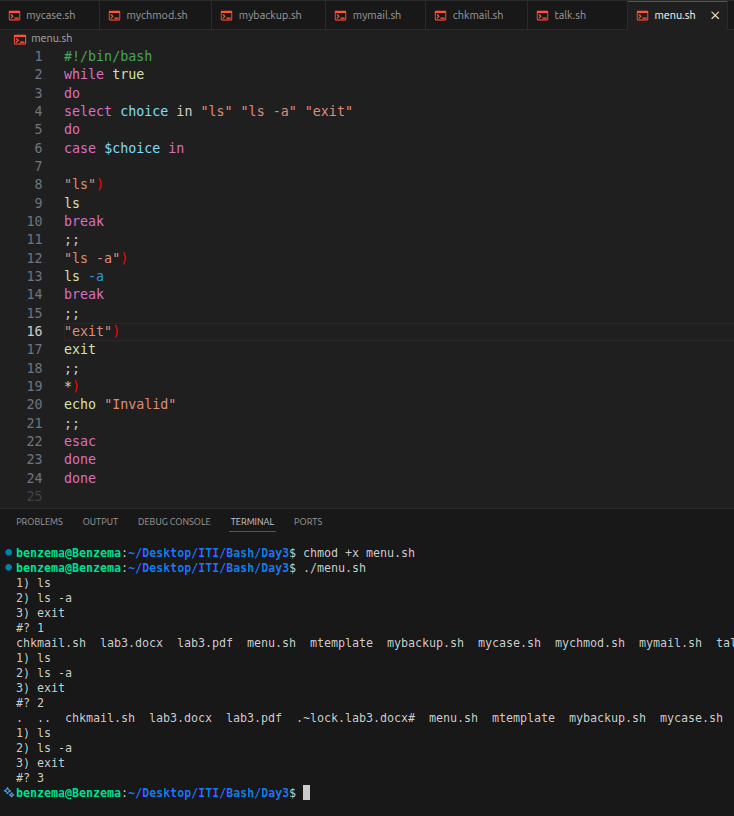 mycase.sh mychmod.sh mybackup.sh mymail.sh chkmail.sh talk.sh menu.sh ×
menu.sh
1 #!/bin/bash
2 while true
3 do
4 select choice in "ls" "ls -a" "exit"
5 do
6 case $choice in
7
8 "ls")
9 ls
10 break
11 ;;
12 "ls -a")
13 ls -a
14 break
15 ;;
16 "exit")
17 exit
18 ;;
19 *)
20 echo "Invalid"
21 ;;
22 esac
23 done
24 done
25
PROBLEMS OUTPUT DEBUG CONSOLE TERMINAL PORTS
benzema@Benzema:~/Desktop/ITI/Bash/Day3$ chmod +x menu.sh
benzema@Benzema:~/Desktop/ITI/Bash/Day3$ ./menu.sh
1) ls
2) ls -a
3) exit
#? 1
chkmail.sh lab3.docx lab3.pdf menu.sh mtemplate mybackup.sh mycase.sh mychmod.sh mymail.sh tal
1) ls
2) ls -a
3) exit
#? 2
. .. chkmail.sh lab3.docx lab3.pdf .~lock.lab3.docx# menu.sh mtemplate mybackup.sh mycase.sh
1) ls
2) ls -a
3) exit
#? 3
benzema@Benzema:~/Desktop/ITI/Bash/Day3$